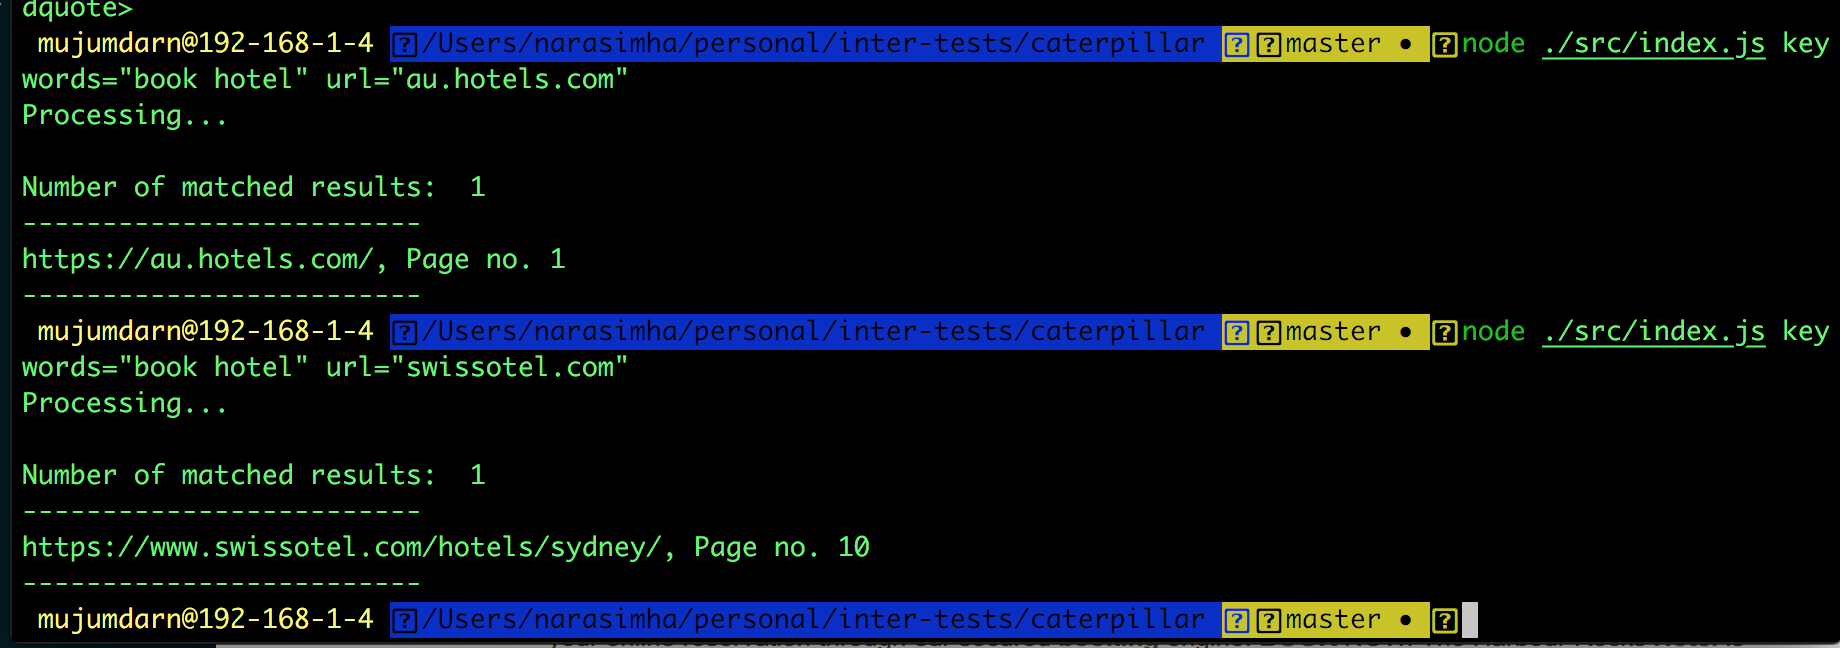 dquote>
mujumdarn@192-168-1-4 /Users/narasimha/personal/inter-tests/caterpillar master • node ./src/index.js key
words="book hotel" url="au.hotels.com"
Processing...
Number of matched results:  1
-------------------------
https://au.hotels.com/, Page no. 1
-------------------------
mujumdarn@192-168-1-4 /Users/narasimha/personal/inter-tests/caterpillar master • node ./src/index.js key
words="book hotel" url="swissotel.com"
Processing...
Number of matched results:  1
-------------------------
https://www.swissotel.com/hotels/sydney/, Page no. 10
-------------------------
mujumdarn@192-168-1-4 /Users/narasimha/personal/inter-tests/caterpillar master •